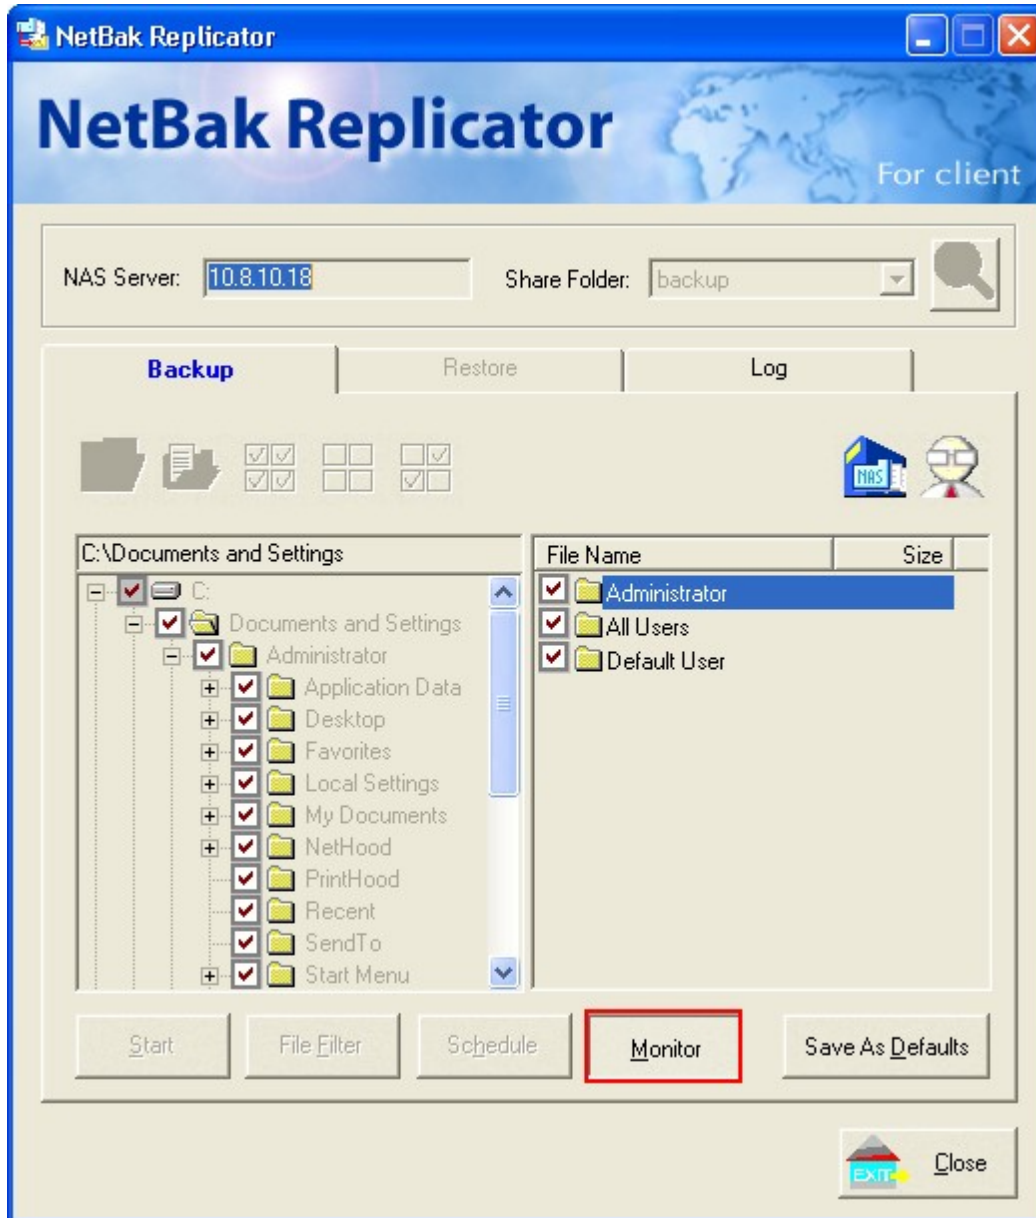 NetBak Replicator
NetBak Replicator
For client
NAS Server: 10.8.10.18 Share Folder: backup
Backup Restore Log
NAS
C:\Documents and Settings
C:
Documents and Settings
Administrator
Application Data
Desktop
Favorites
Local Settings
My Documents
NetHood
PrintHood
Recent
SendTo
Start Menu
File Name Size
Administrator
All Users
Default User
Start File Filter Schedule Monitor Save As Defaults
EXIT Close